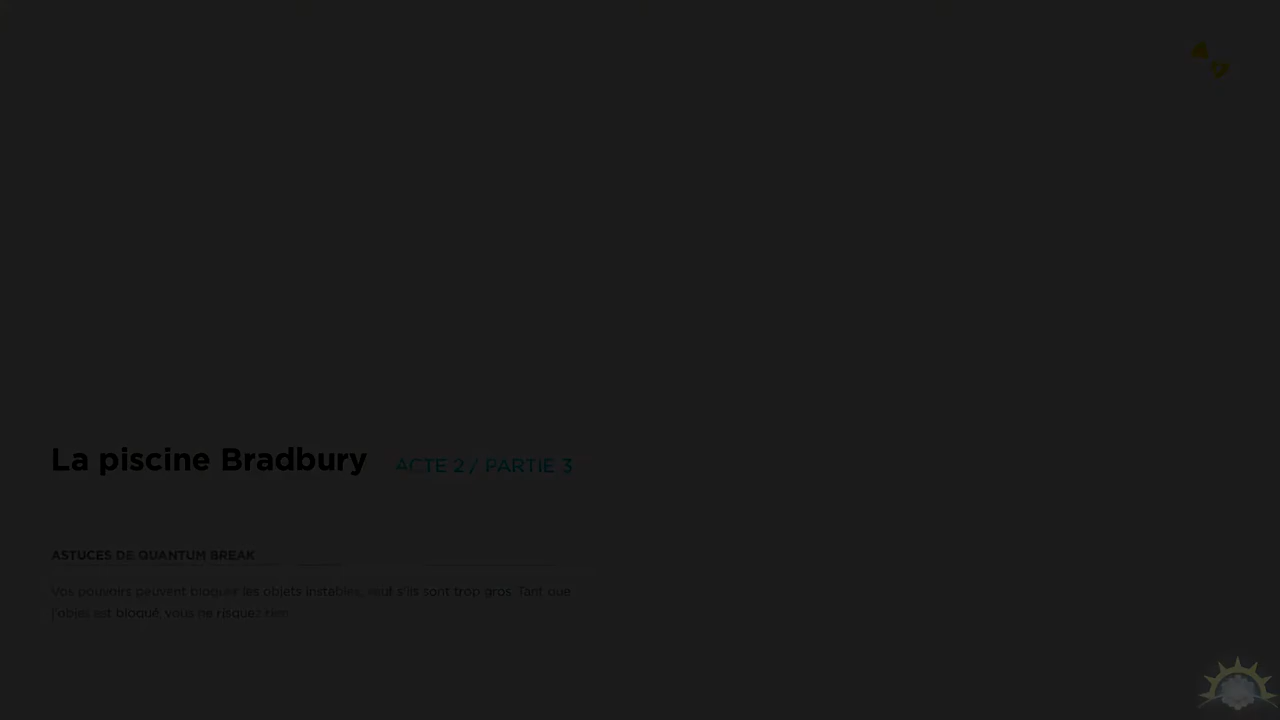 La piscine Bradbury ACTE 2 / PARTIE 3
ASTUCES DE QUANTUM BREAK
Vos pouvoirs peuvent bloquer les objets instables, sauf s'ils sont trop gros. Tant que
l'objet est bloqué, vous ne risquez rien.